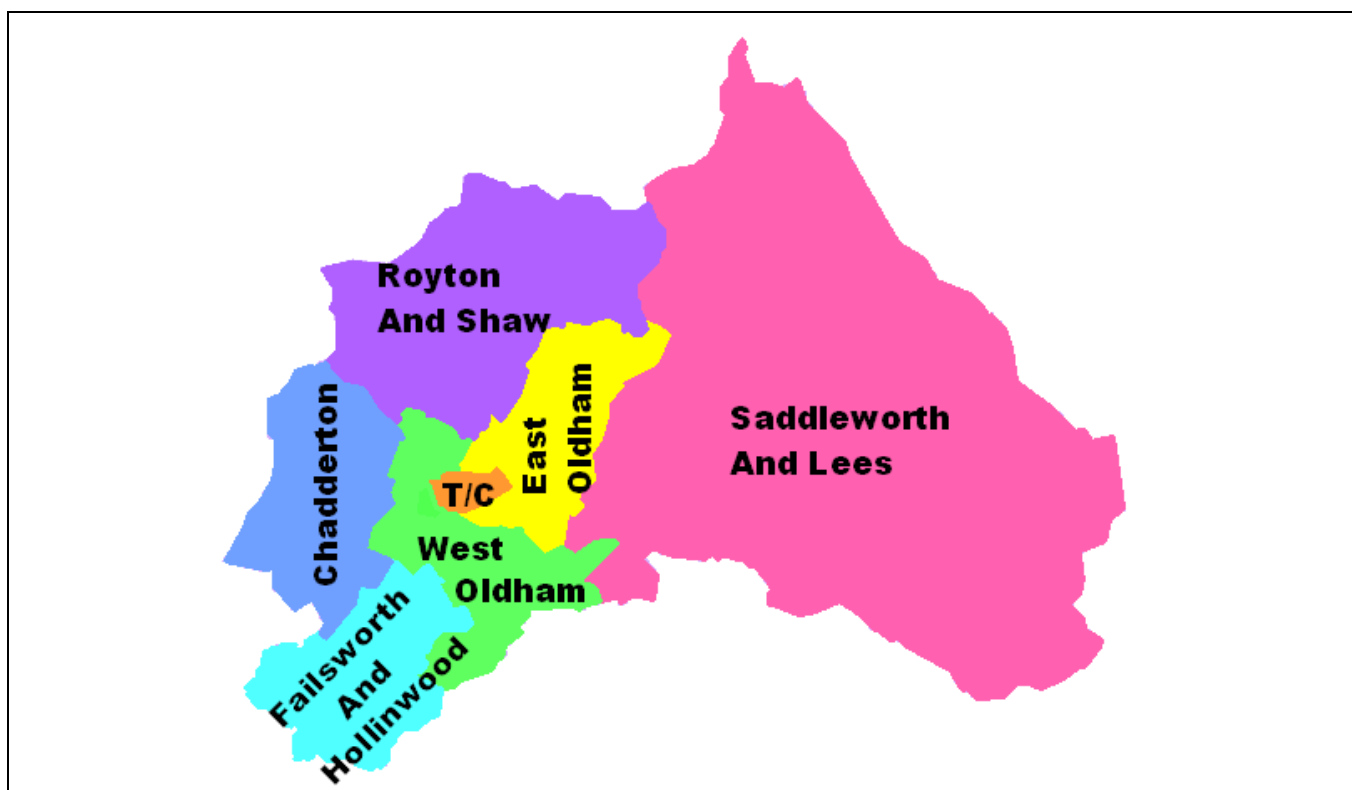 Royton
And Shaw
Chadderton
East
Oldham
Saddleworth
And Lees
T/C
West
Oldham
Failsworth
And
Hollinwood